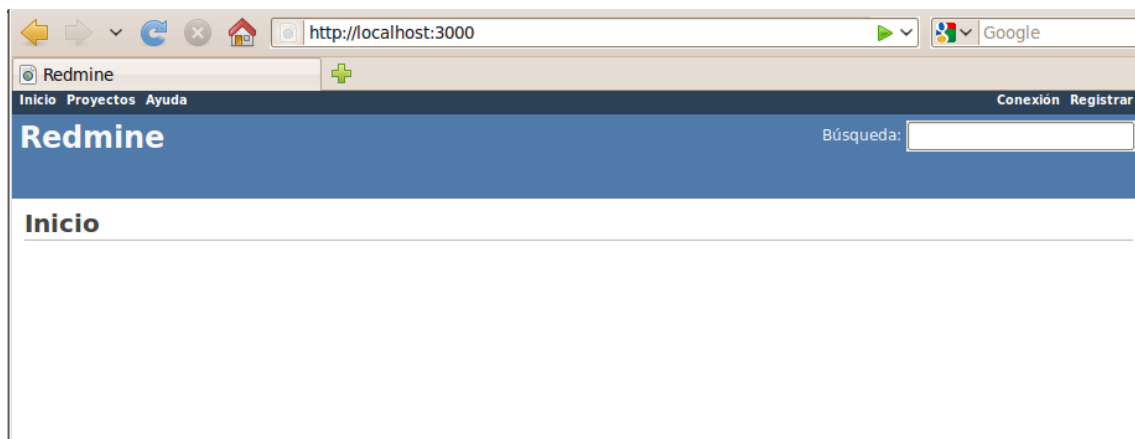 http://localhost:3000 Google
Redmine
Inicio Proyectos Ayuda Conexión Registrar
Redmine Búsqueda:
Inicio